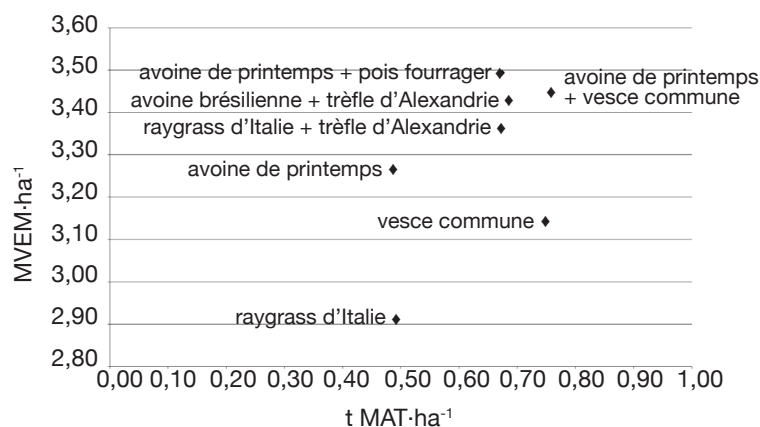 3,60
3,50
3,40
3,30
3,20
3,10
3,00
2,90
2,80
MVEM·ha⁻¹
avoine de printemps + pois fourrager
avoine de printemps
+ vesce commune
avoine brésilienne + trèfle d'Alexandrie
raygrass d'Italie + trèfle d'Alexandrie
avoine de printemps
vesce commune
raygrass d'Italie
0,00 0,10 0,20 0,30 0,40 0,50 0,60 0,70 0,80 0,90 1,00
t MAT·ha⁻¹